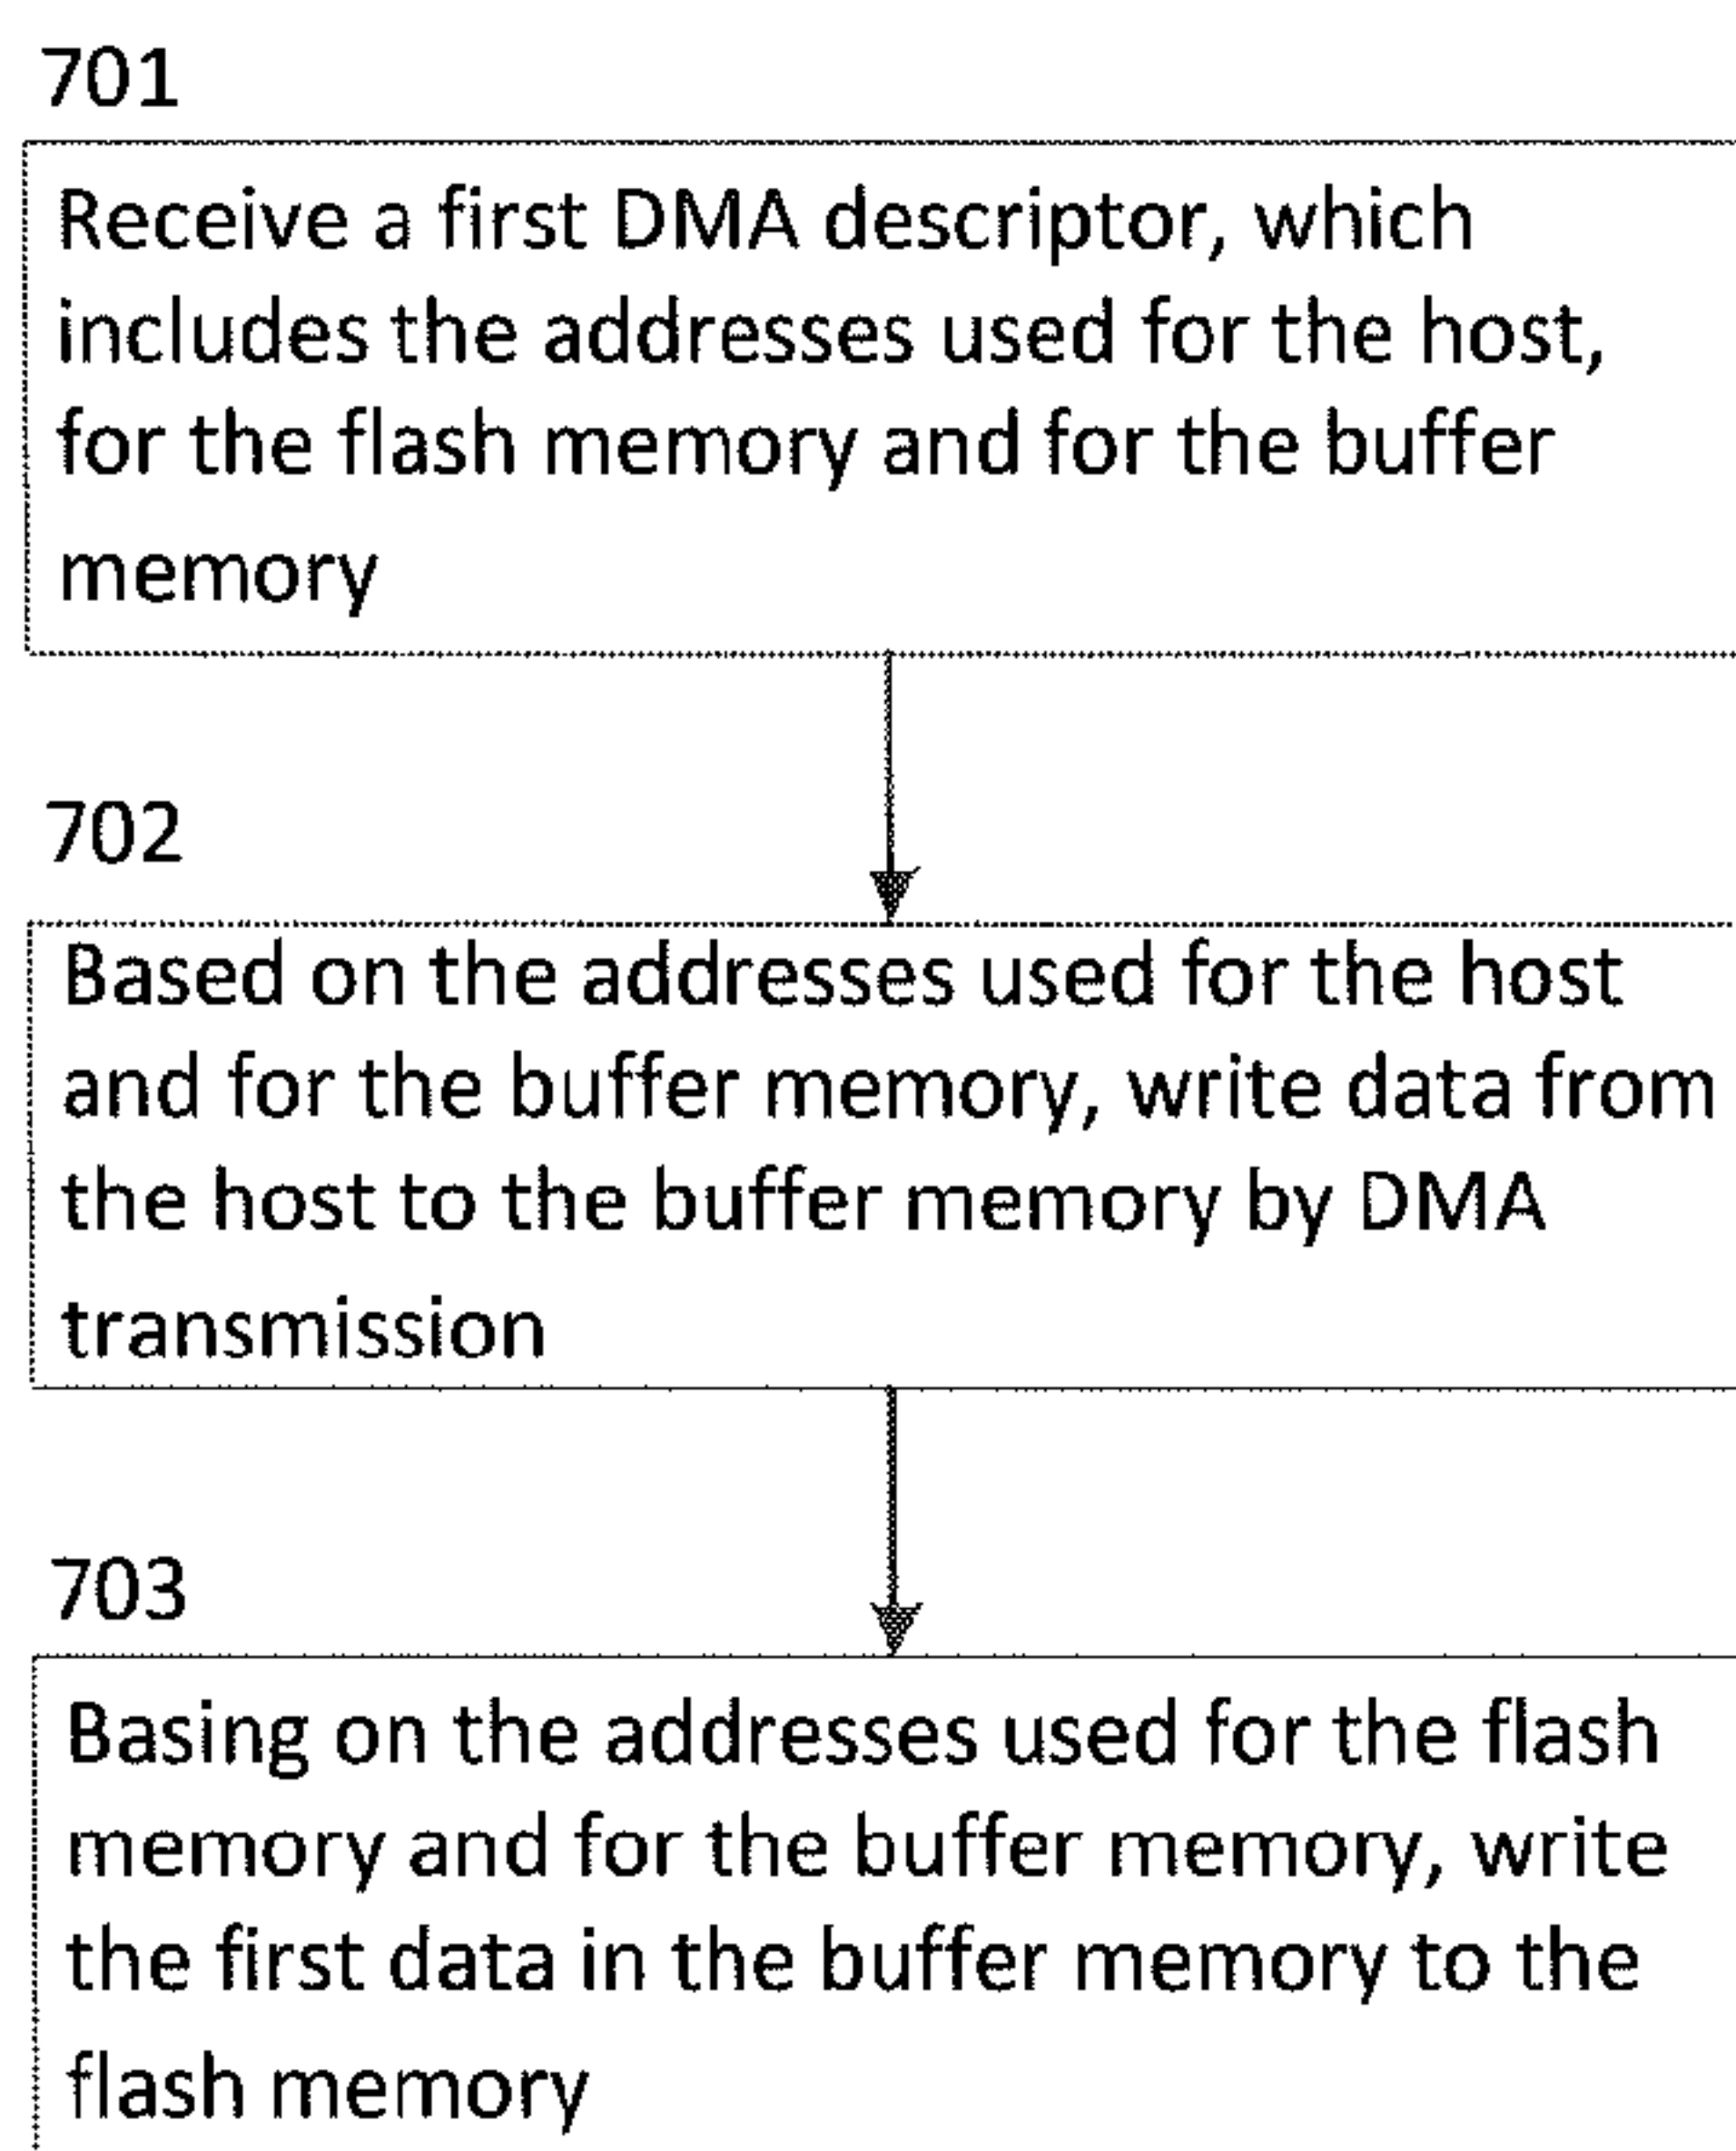 701
Receive a first DMA descriptor, which
includes the addresses used for the host,
for the flash memory and for the buffer
memory
702
Based on the addresses used for the host
and for the buffer memory, write data from
the host to the buffer memory by DMA
transmission
703
Basing on the addresses used for the flash
memory and for the buffer memory, write
the first data in the buffer memory to the
flash memory